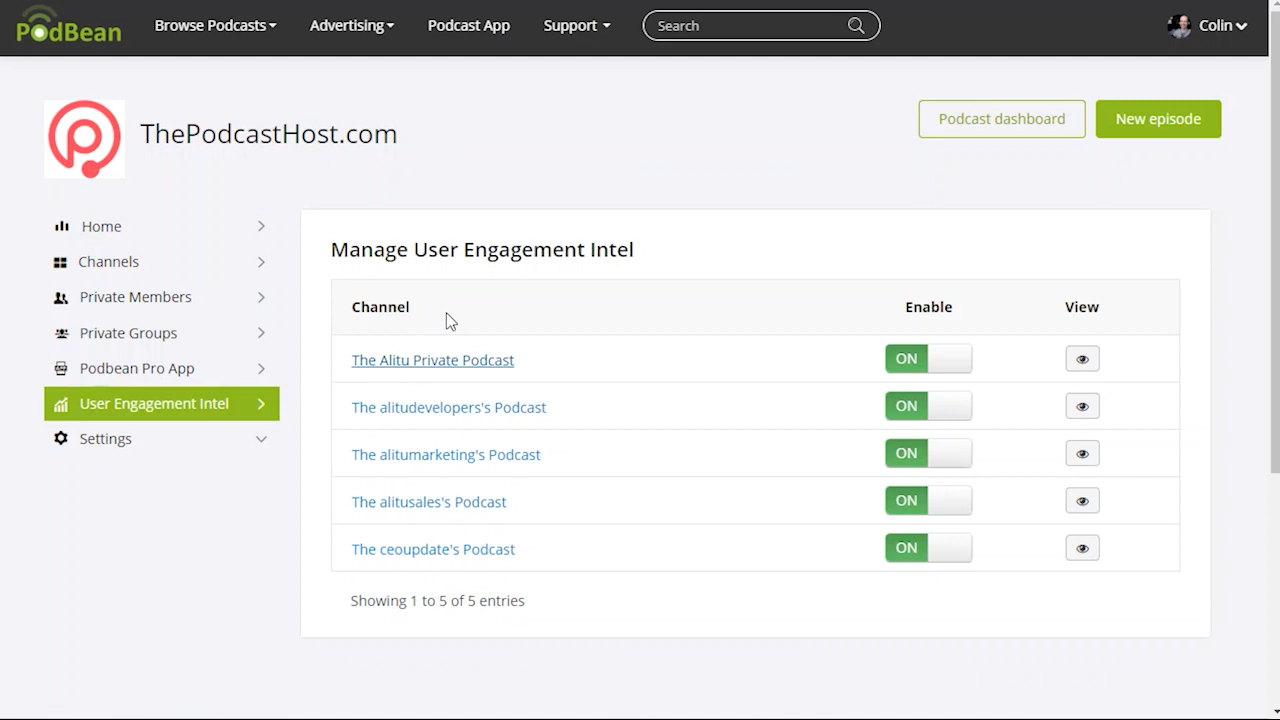 PodBean Browse Podcasts Advertising Podcast App Support Search Colin
ThePodcastHost.com
Podcast dashboard New episode
Home
Channels
Private Members
Private Groups
Podbean Pro App
User Engagement Intel
Settings
Manage User Engagement Intel
Channel Enable View
The Alitu Private Podcast ON
The alitudevelopers's Podcast ON
The alitumarketing's Podcast ON
The alitusales's Podcast ON
The ceoupdate's Podcast ON
Showing 1 to 5 of 5 entries